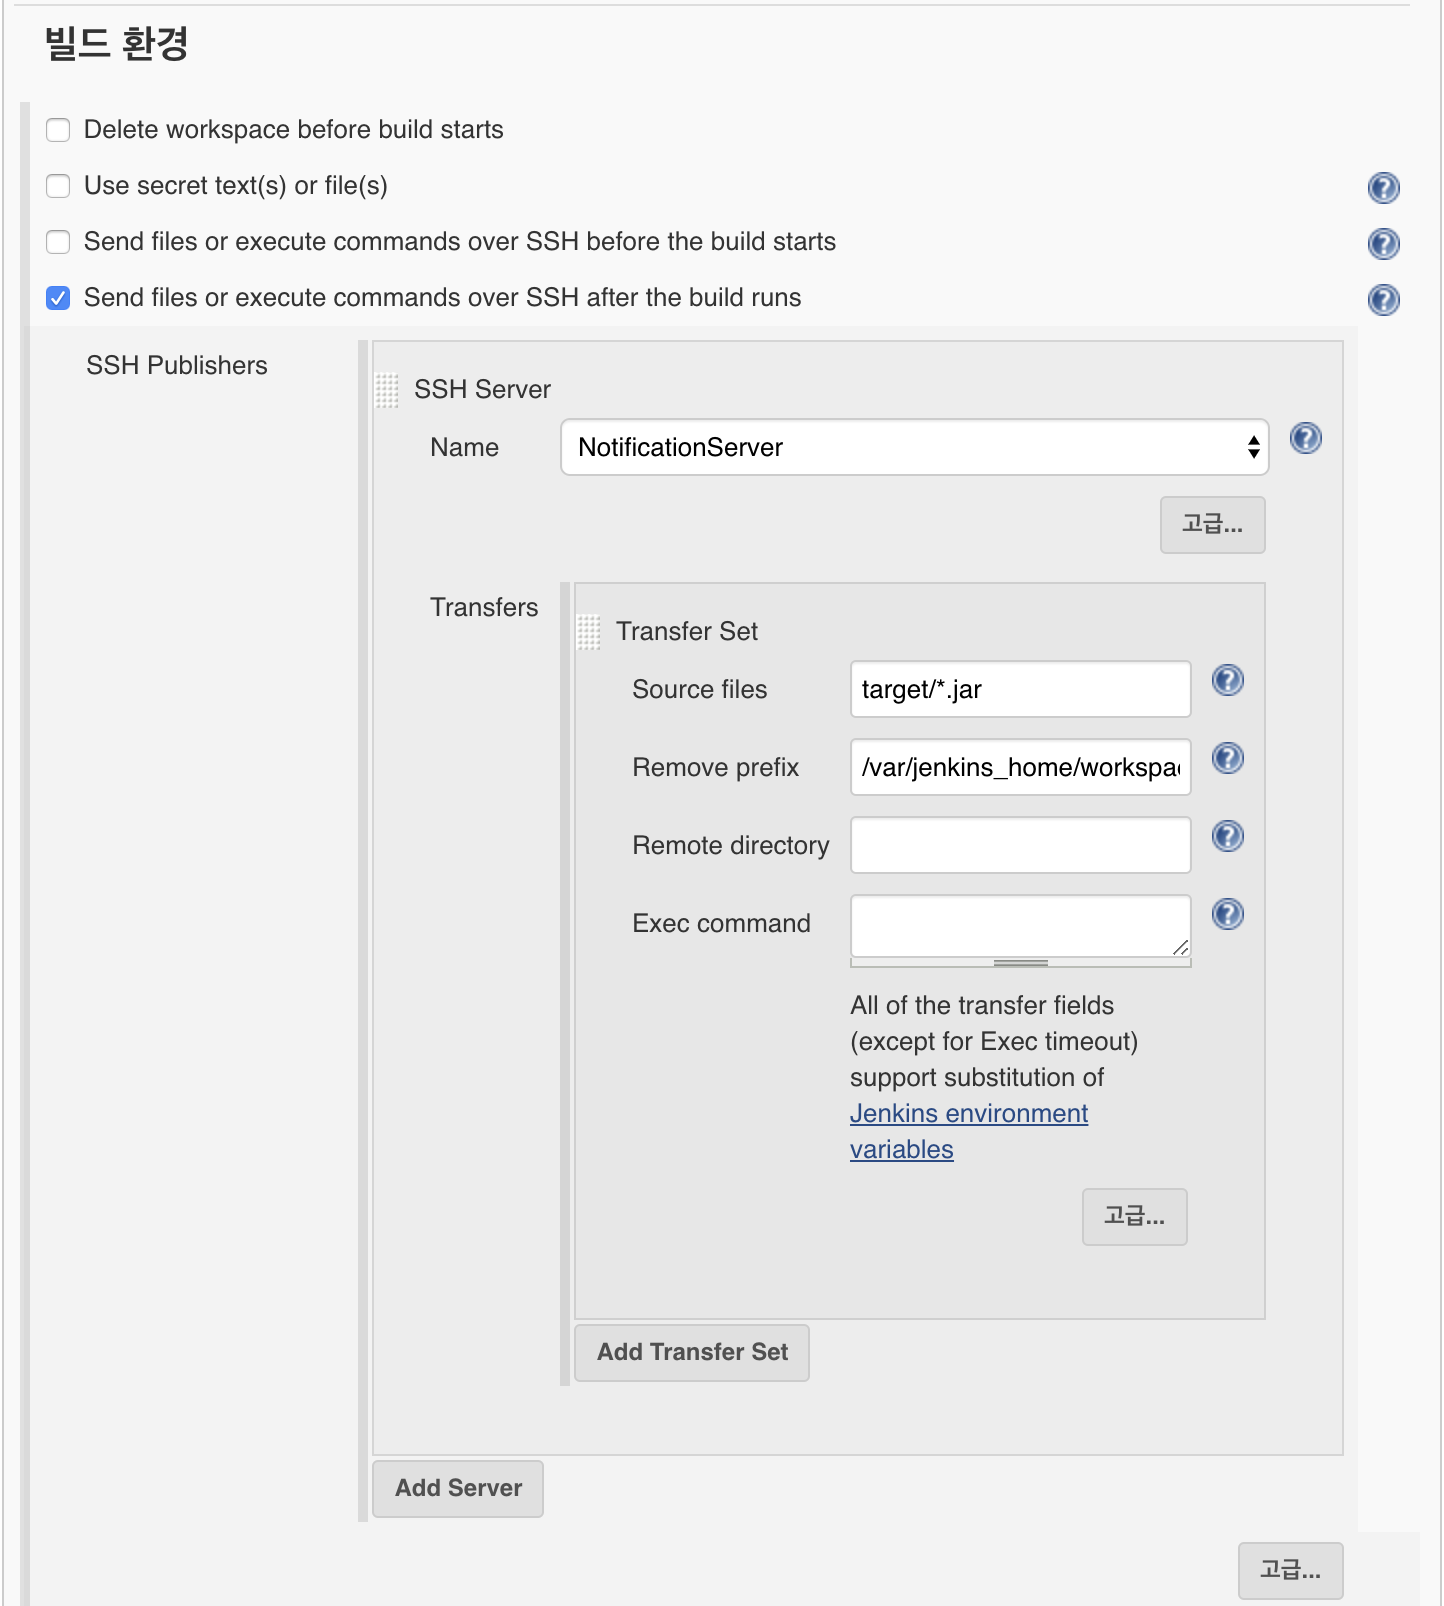 빌드 환경
Delete workspace before build starts
Use secret text(s) or file(s)
Send files or execute commands over SSH before the build starts
Send files or execute commands over SSH after the build runs
SSH Publishers
SSH Server
Name
NotificationServer
고급...
Transfers
Transfer Set
Source files
target/*.jar
Remove prefix
/var/jenkins_home/workspa
Remote directory
Exec command
All of the transfer fields
(except for Exec timeout)
support substitution of
Jenkins environment
variables
고급...
Add Transfer Set
Add Server
고급...